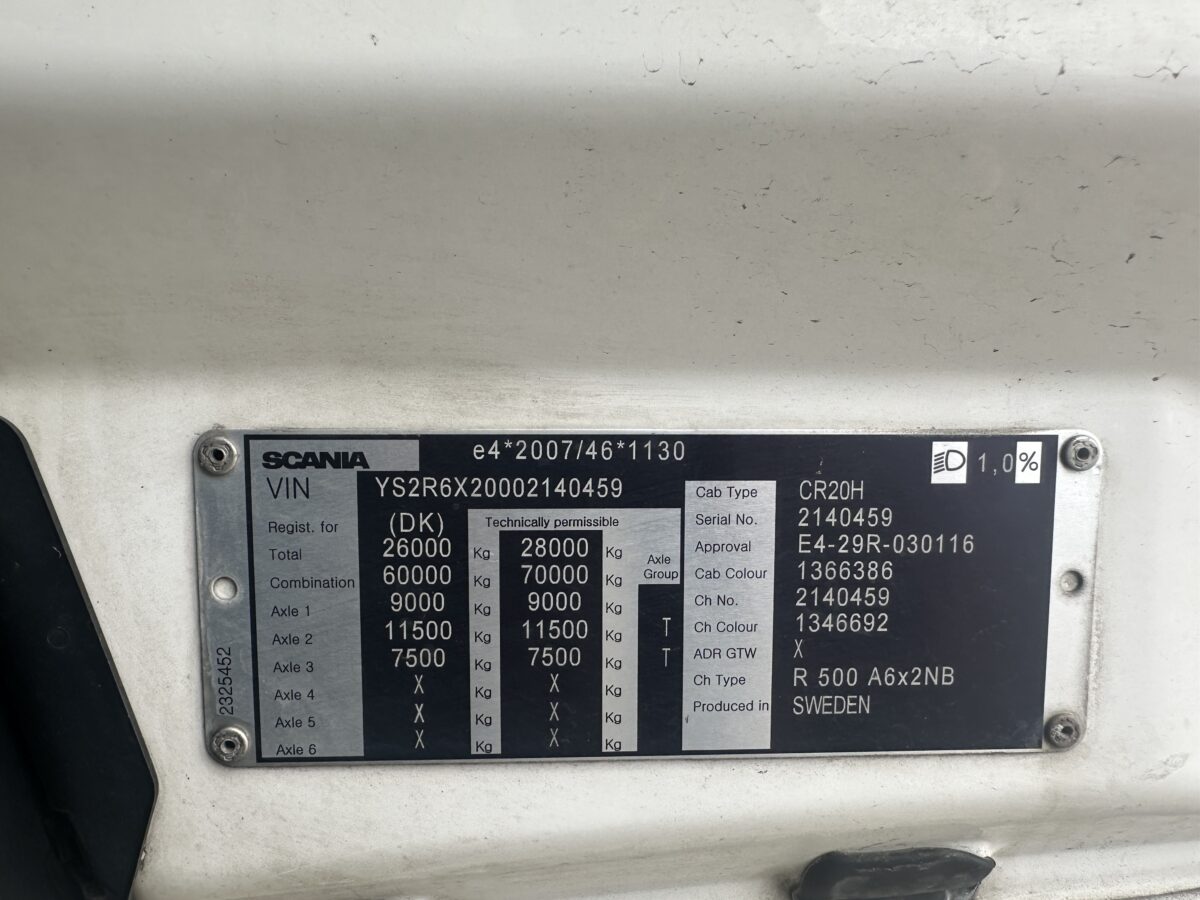 SCANIA e4*2007/46*1130 1,0%
VIN YS2R6X20002140459
Regist. for (DK) Technically permissible
Total 26000 Kg 28000 Kg Axle Group
Combination 60000 Kg 70000 Kg
Axle 1 9000 Kg 9000 Kg
Axle 2 11500 Kg 11500 Kg T
Axle 3 7500 Kg 7500 Kg T
Axle 4 X Kg X Kg
Axle 5 X Kg X Kg
Axle 6 X Kg X Kg
Cab Type CR20H
Serial No. 2140459
Approval E4-29R-030116
Cab Colour 1366386
Ch No. 2140459
Ch Colour 1346692
ADR GTW X
Ch Type R 500 A6x2NB
Produced in SWEDEN
2325452